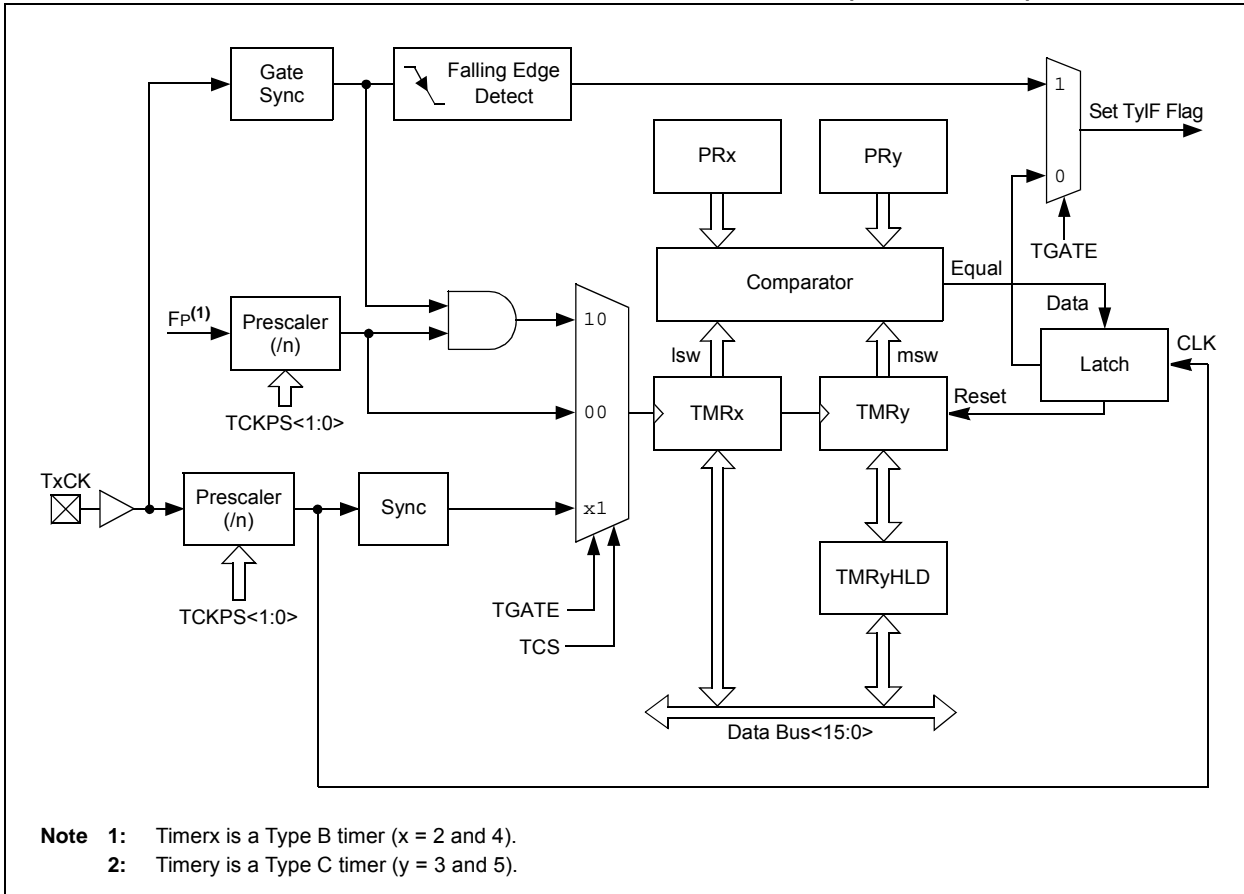 Gate
Sync
Falling Edge
Detect
1
Set TyIF Flag
PRx
PRy
0
TGATE
Equal
Comparator
Data
FP(1)
Prescaler
(/n)
10
CLK
lsw
msw
Latch
Reset
TMRx
TMRy
00
TCKPS<1:0>
TxCK
Prescaler
(/n)
Sync
x1
TMRyHLD
TCKPS<1:0>
TGATE
TCS
Data Bus<15:0>
Note 1: Timerx is a Type B timer (x = 2 and 4).
2: Timery is a Type C timer (y = 3 and 5).